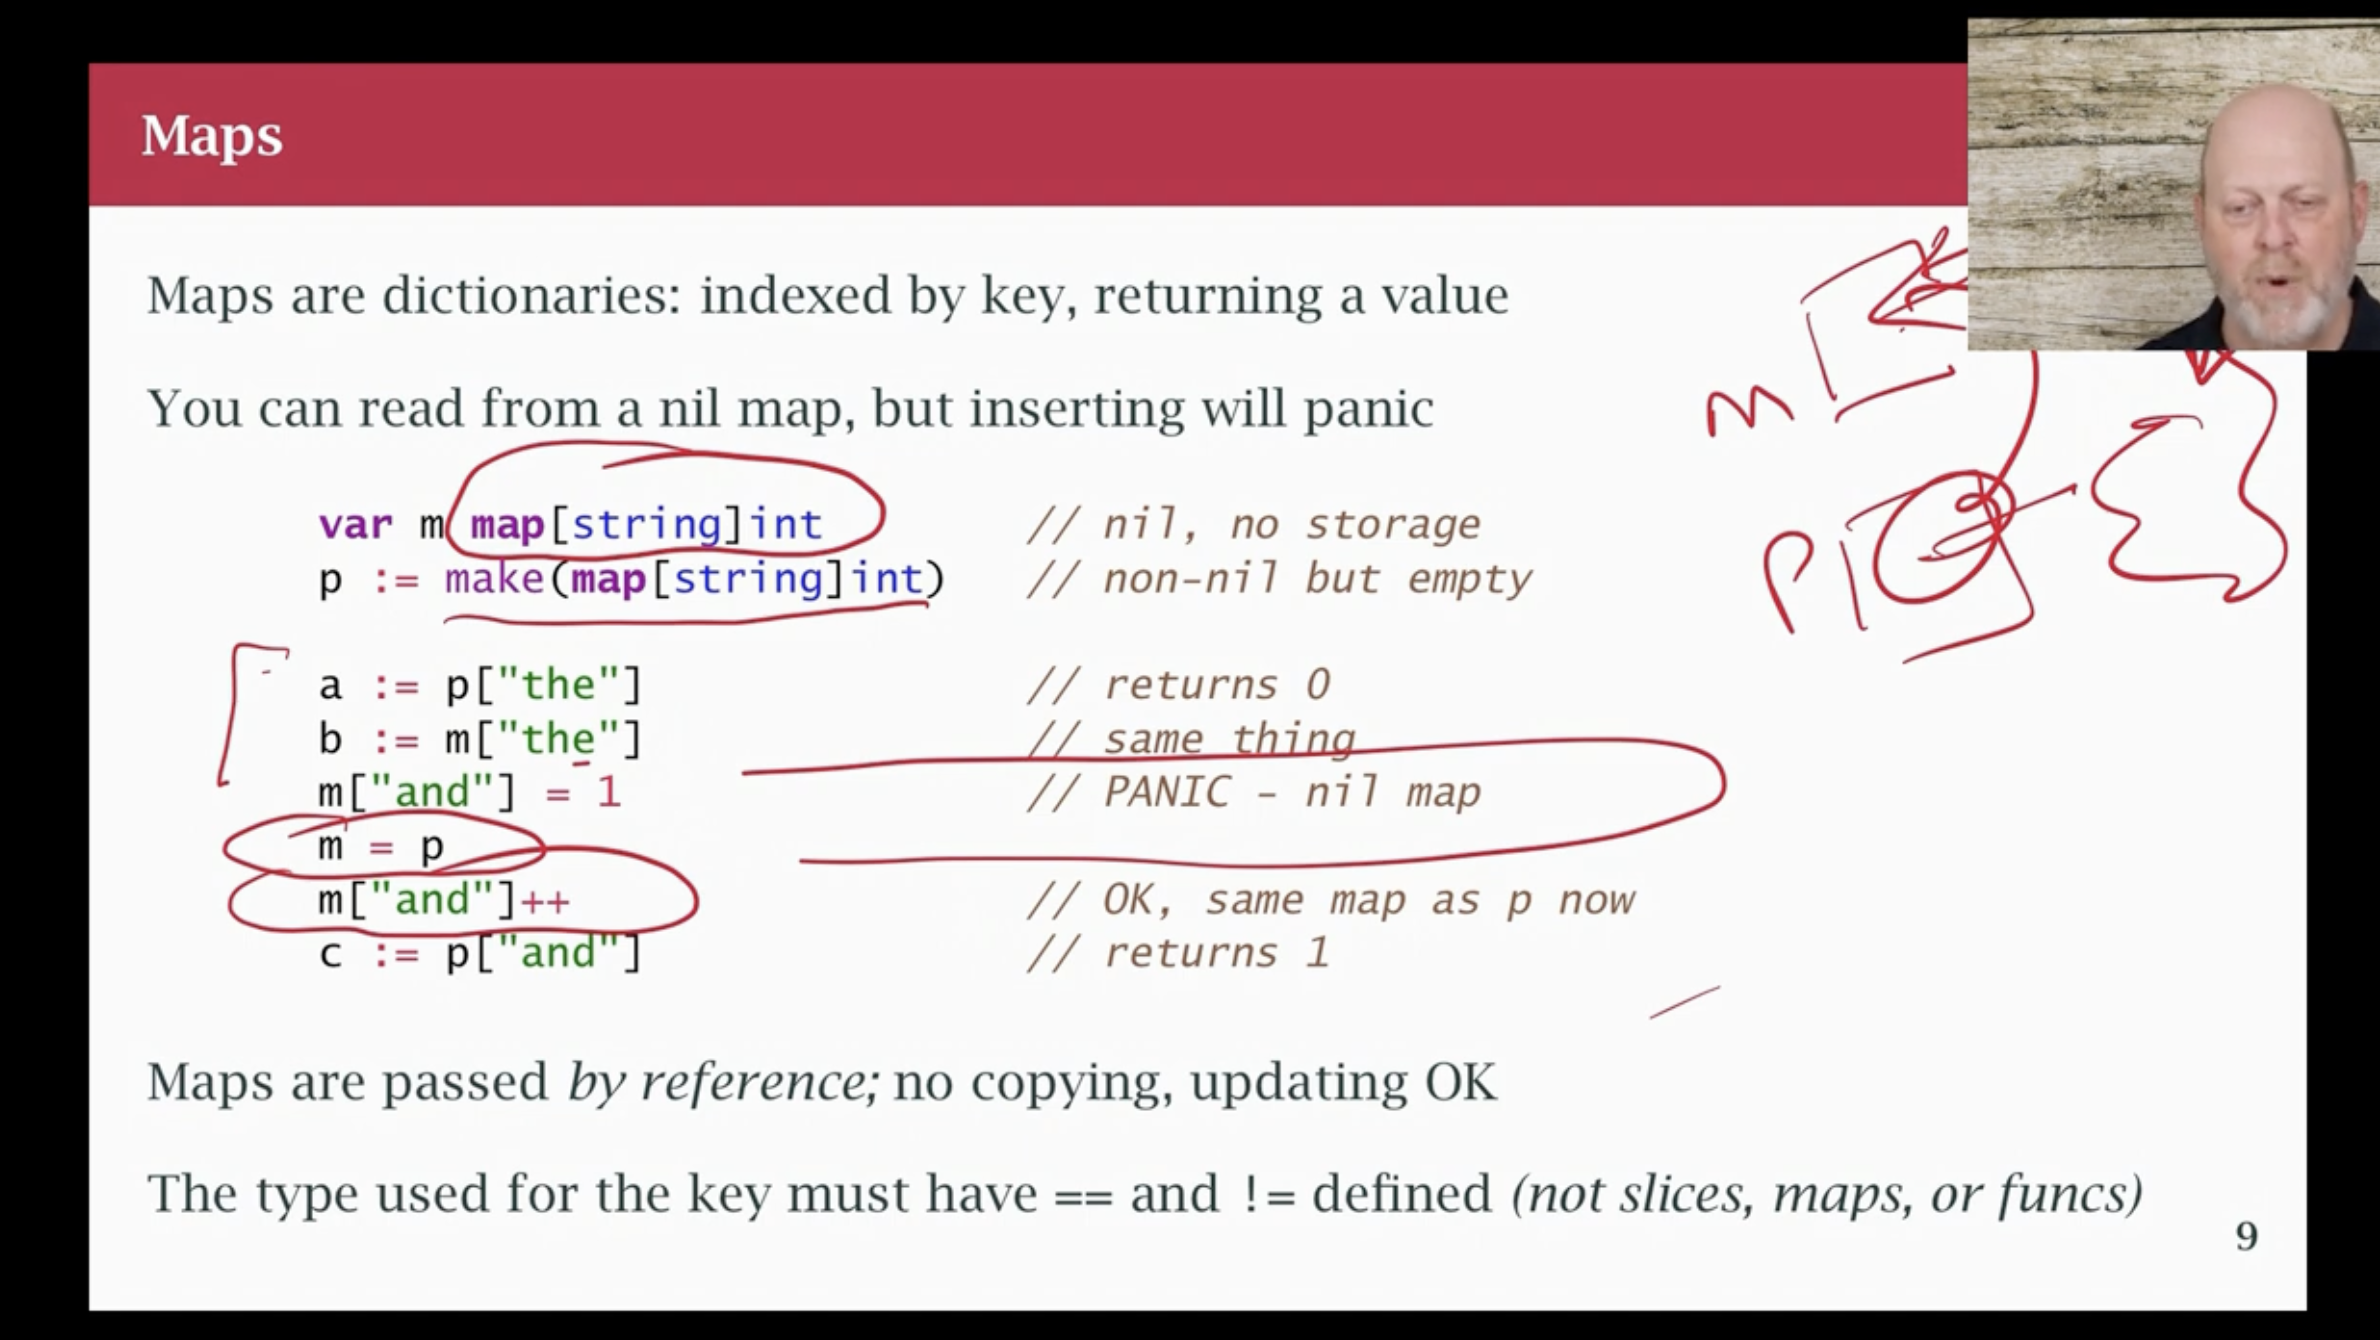 Maps
Maps are dictionaries: indexed by key, returning a value
You can read from a nil map, but inserting will panic
var m map[string]int // nil, no storage
p := make(map[string]int) // non-nil but empty
a := p["the"] // returns 0
b := m["the"] // same thing
m["and"] = 1 // PANIC - nil map
m = p
m["and"]++ // OK, same map as p now
c := p["and"] // returns 1
Maps are passed by reference; no copying, updating OK
The type used for the key must have == and != defined (not slices, maps, or funcs)
9
m
P